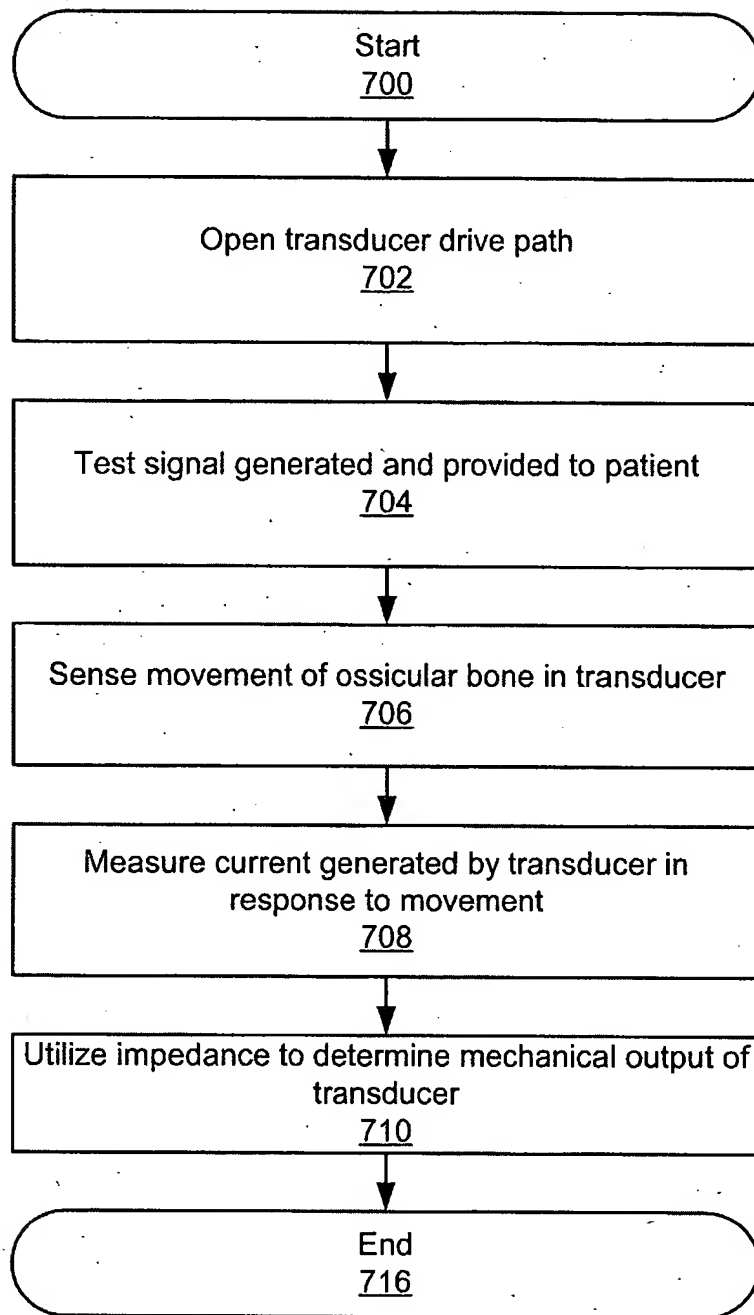 Start
700
Open transducer drive path
702
Test signal generated and provided to patient
704
Sense movement of ossicular bone in transducer
706
Measure current generated by transducer in
response to movement
708
Utilize impedance to determine mechanical output of
transducer
710
End
716